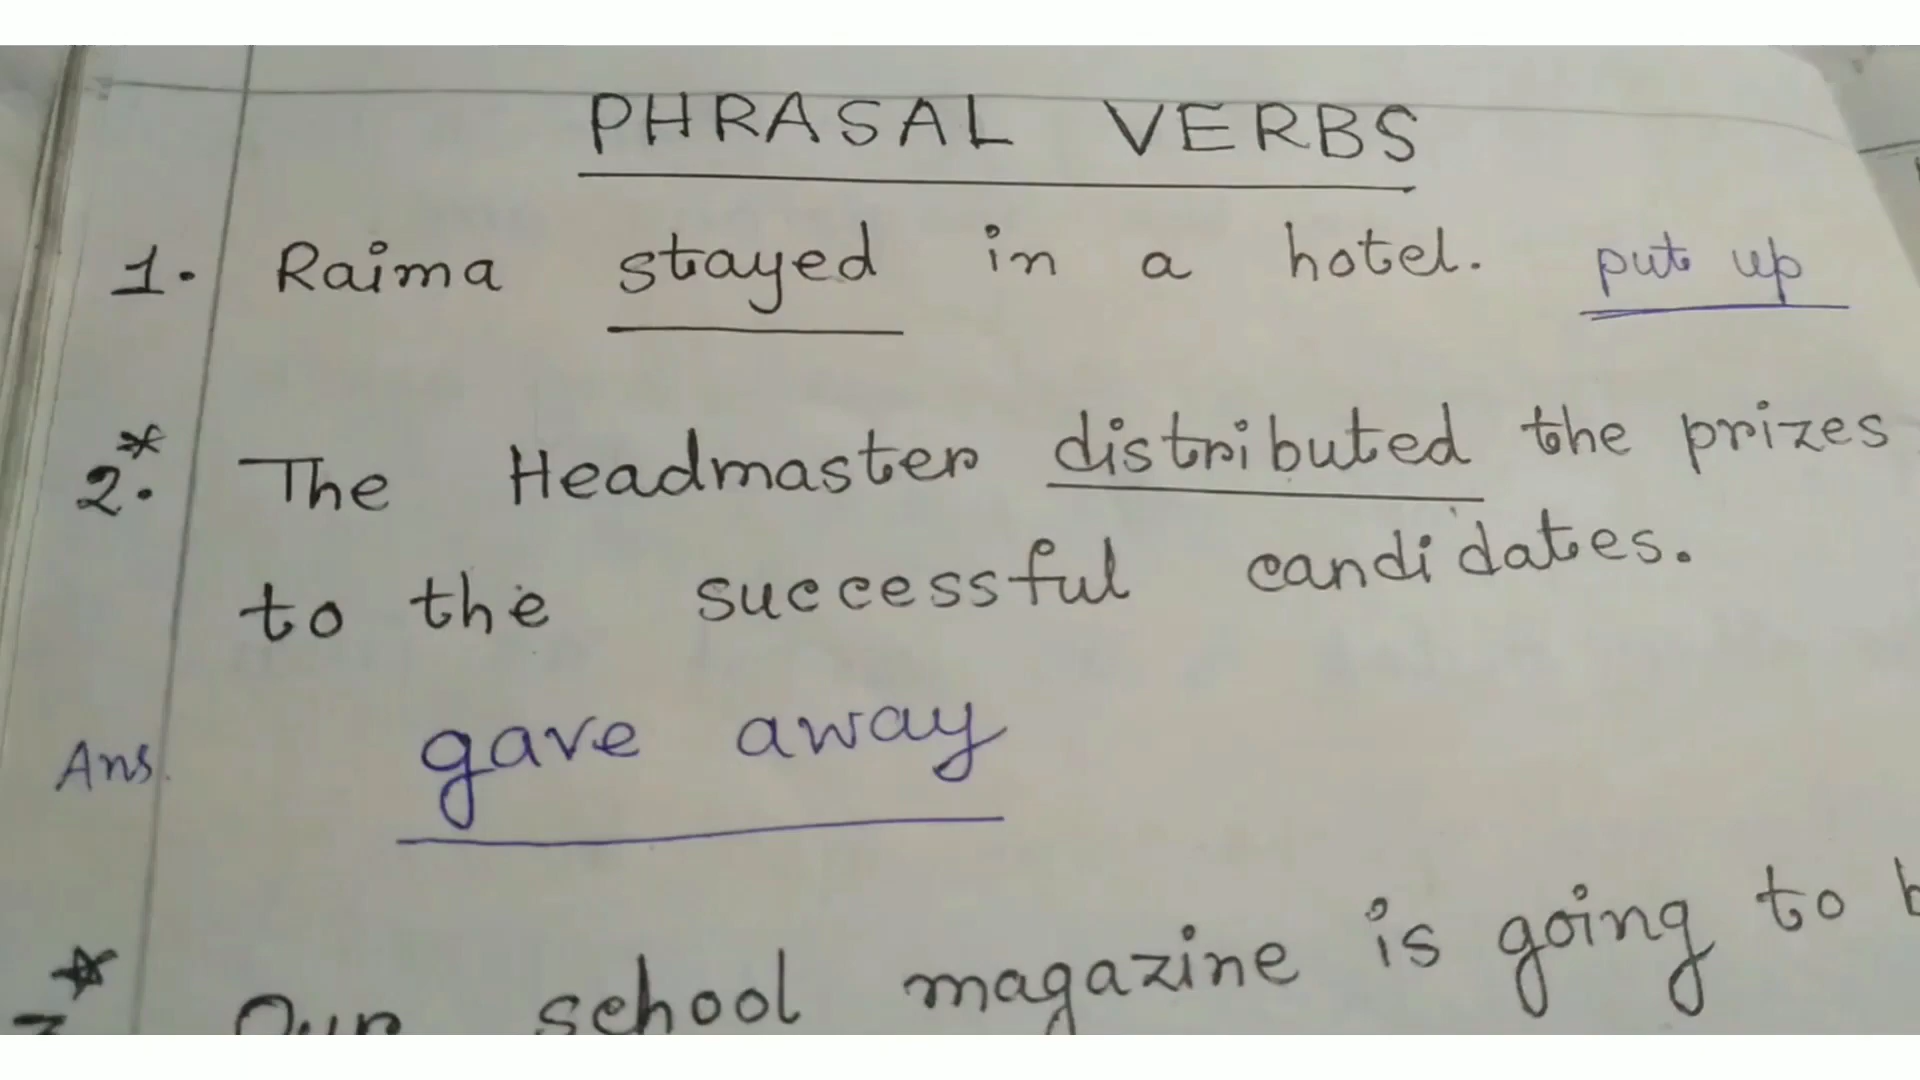 PHRASAL VERBS
1. Raima stayed in a hotel. put up
2.* The Headmaster distributed the prizes
to the successful candidates.
Ans. gave away
* Our school magazine is going to